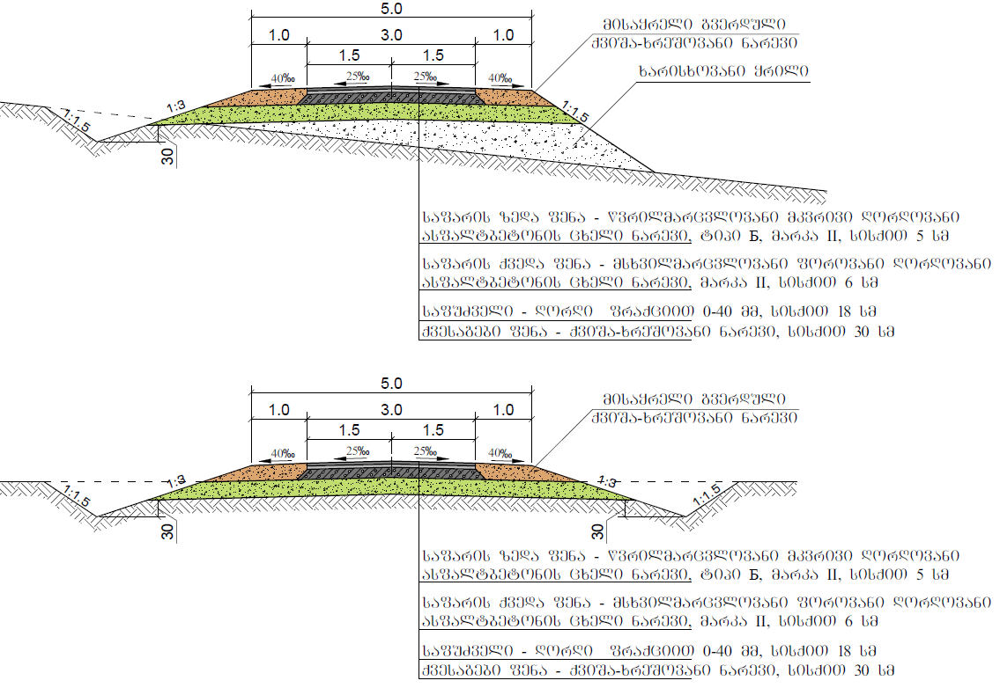 5.0
1.0 3.0 1.0
1.5 1.5
40‰ 25‰ 25‰ 40‰
მისაყრელი გვერდული
ქვიშა-ხრეშოვანი ნარევი
ხარისხოვანი ყრილი
1:1.5
1:3
1:1.5
30
საფარის ზედა ფენა - წვრილმარცვლოვანი მკვრივი ღორღოვანი
ასფალტბეტონის ცხელი ნარევი, ტიპი Б, მარკა II, სისქით 5 სმ
საფარის ქვედა ფენა - მსხვილმარცვლოვანი ფოროვანი ღორღოვანი
ასფალტბეტონის ცხელი ნარევი, მარკა II, სისქით 6 სმ
საფუძველი - ღორღი ფრაქციით 0-40 მმ, სისქით 18 სმ
ქვესაგები ფენა - ქვიშა-ხრეშოვანი ნარევი, სისქით 30 სმ
5.0
1.0 3.0 1.0
1.5 1.5
40‰ 25‰ 25‰ 40‰
მისაყრელი გვერდული
ქვიშა-ხრეშოვანი ნარევი
1:1.5
1:3
1:3
1:1.5
30
30
საფარის ზედა ფენა - წვრილმარცვლოვანი მკვრივი ღორღოვანი
ასფალტბეტონის ცხელი ნარევი, ტიპი Б, მარკა II, სისქით 5 სმ
საფარის ქვედა ფენა - მსხვილმარცვლოვანი ფოროვანი ღორღოვანი
ასფალტბეტონის ცხელი ნარევი, მარკა II, სისქით 6 სმ
საფუძველი - ღორღი ფრაქციით 0-40 მმ, სისქით 18 სმ
ქვესაგები ფენა - ქვიშა-ხრეშოვანი ნარევი, სისქით 30 სმ